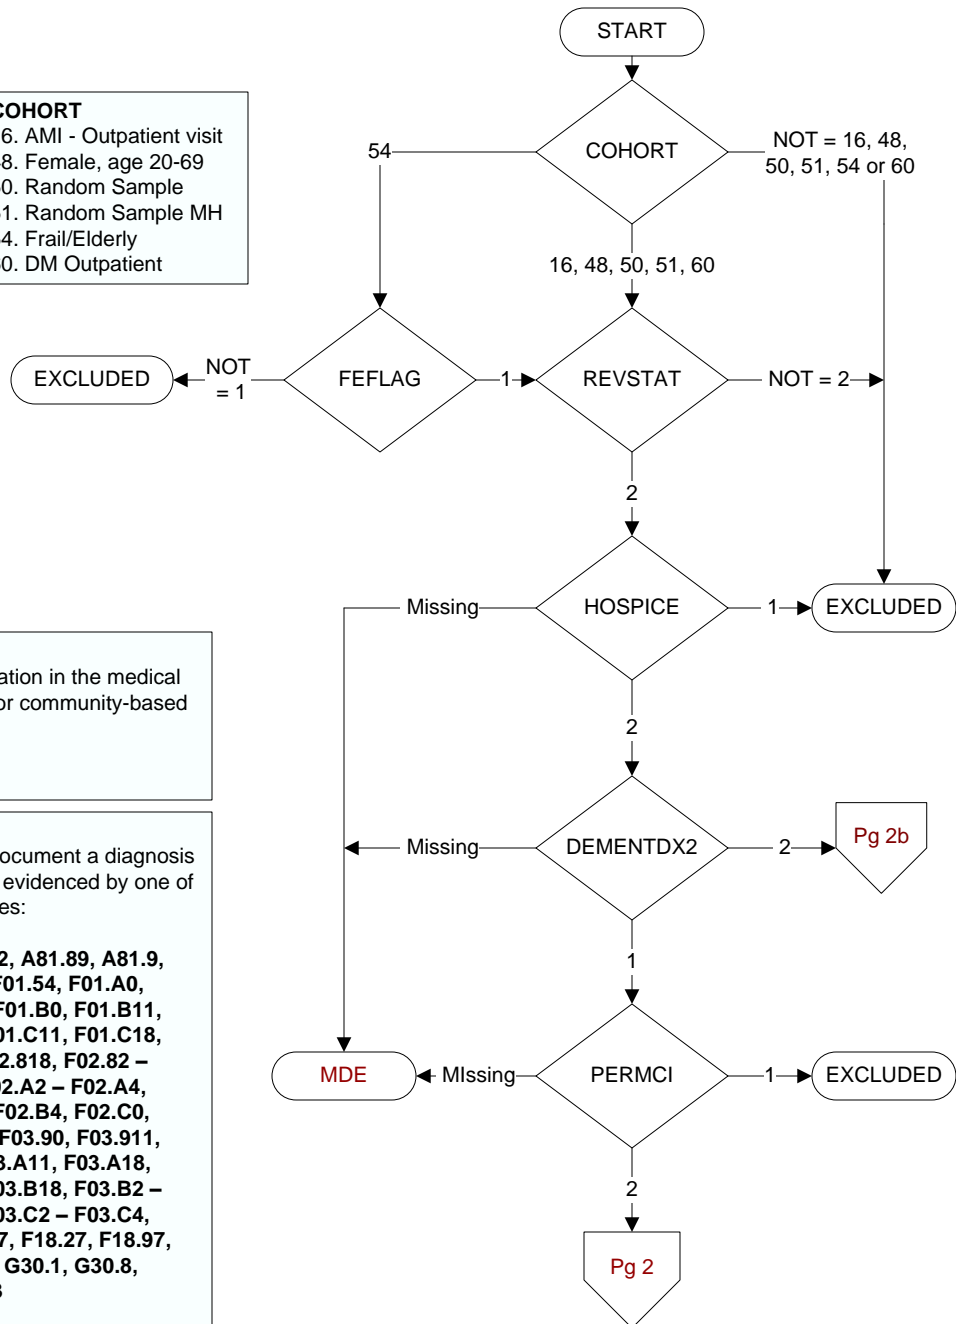 START
COHORT
6. AMI - Outpatient visit
8. Female, age 20-69
0. Random Sample
1. Random Sample MH
4. Frail/Elderly
0. DM Outpatient
COHORT
54
NOT = 16, 48,
50, 51, 54 or 60
16, 48, 50, 51, 60
EXCLUDED
NOT
= 1
FEFLAG
1
REVSTAT
NOT = 2
2
Missing
HOSPICE
1
EXCLUDED
ation in the medical
or community-based
2
ocument a diagnosis
evidenced by one of
es:
2, A81.89, A81.9,
F01.54, F01.A0,
F01.B0, F01.B11,
01.C11, F01.C18,
2.818, F02.82 –
02.A2 – F02.A4,
F02.B4, F02.C0,
F03.90, F03.911,
3.A11, F03.A18,
03.B18, F03.B2 –
03.C2 – F03.C4,
7, F18.27, F18.97,
G30.1, G30.8,
Missing
DEMENTDX2
2
Pg 2b
1
MDE
MIssing
PERMCI
1
EXCLUDED
2
Pg 2